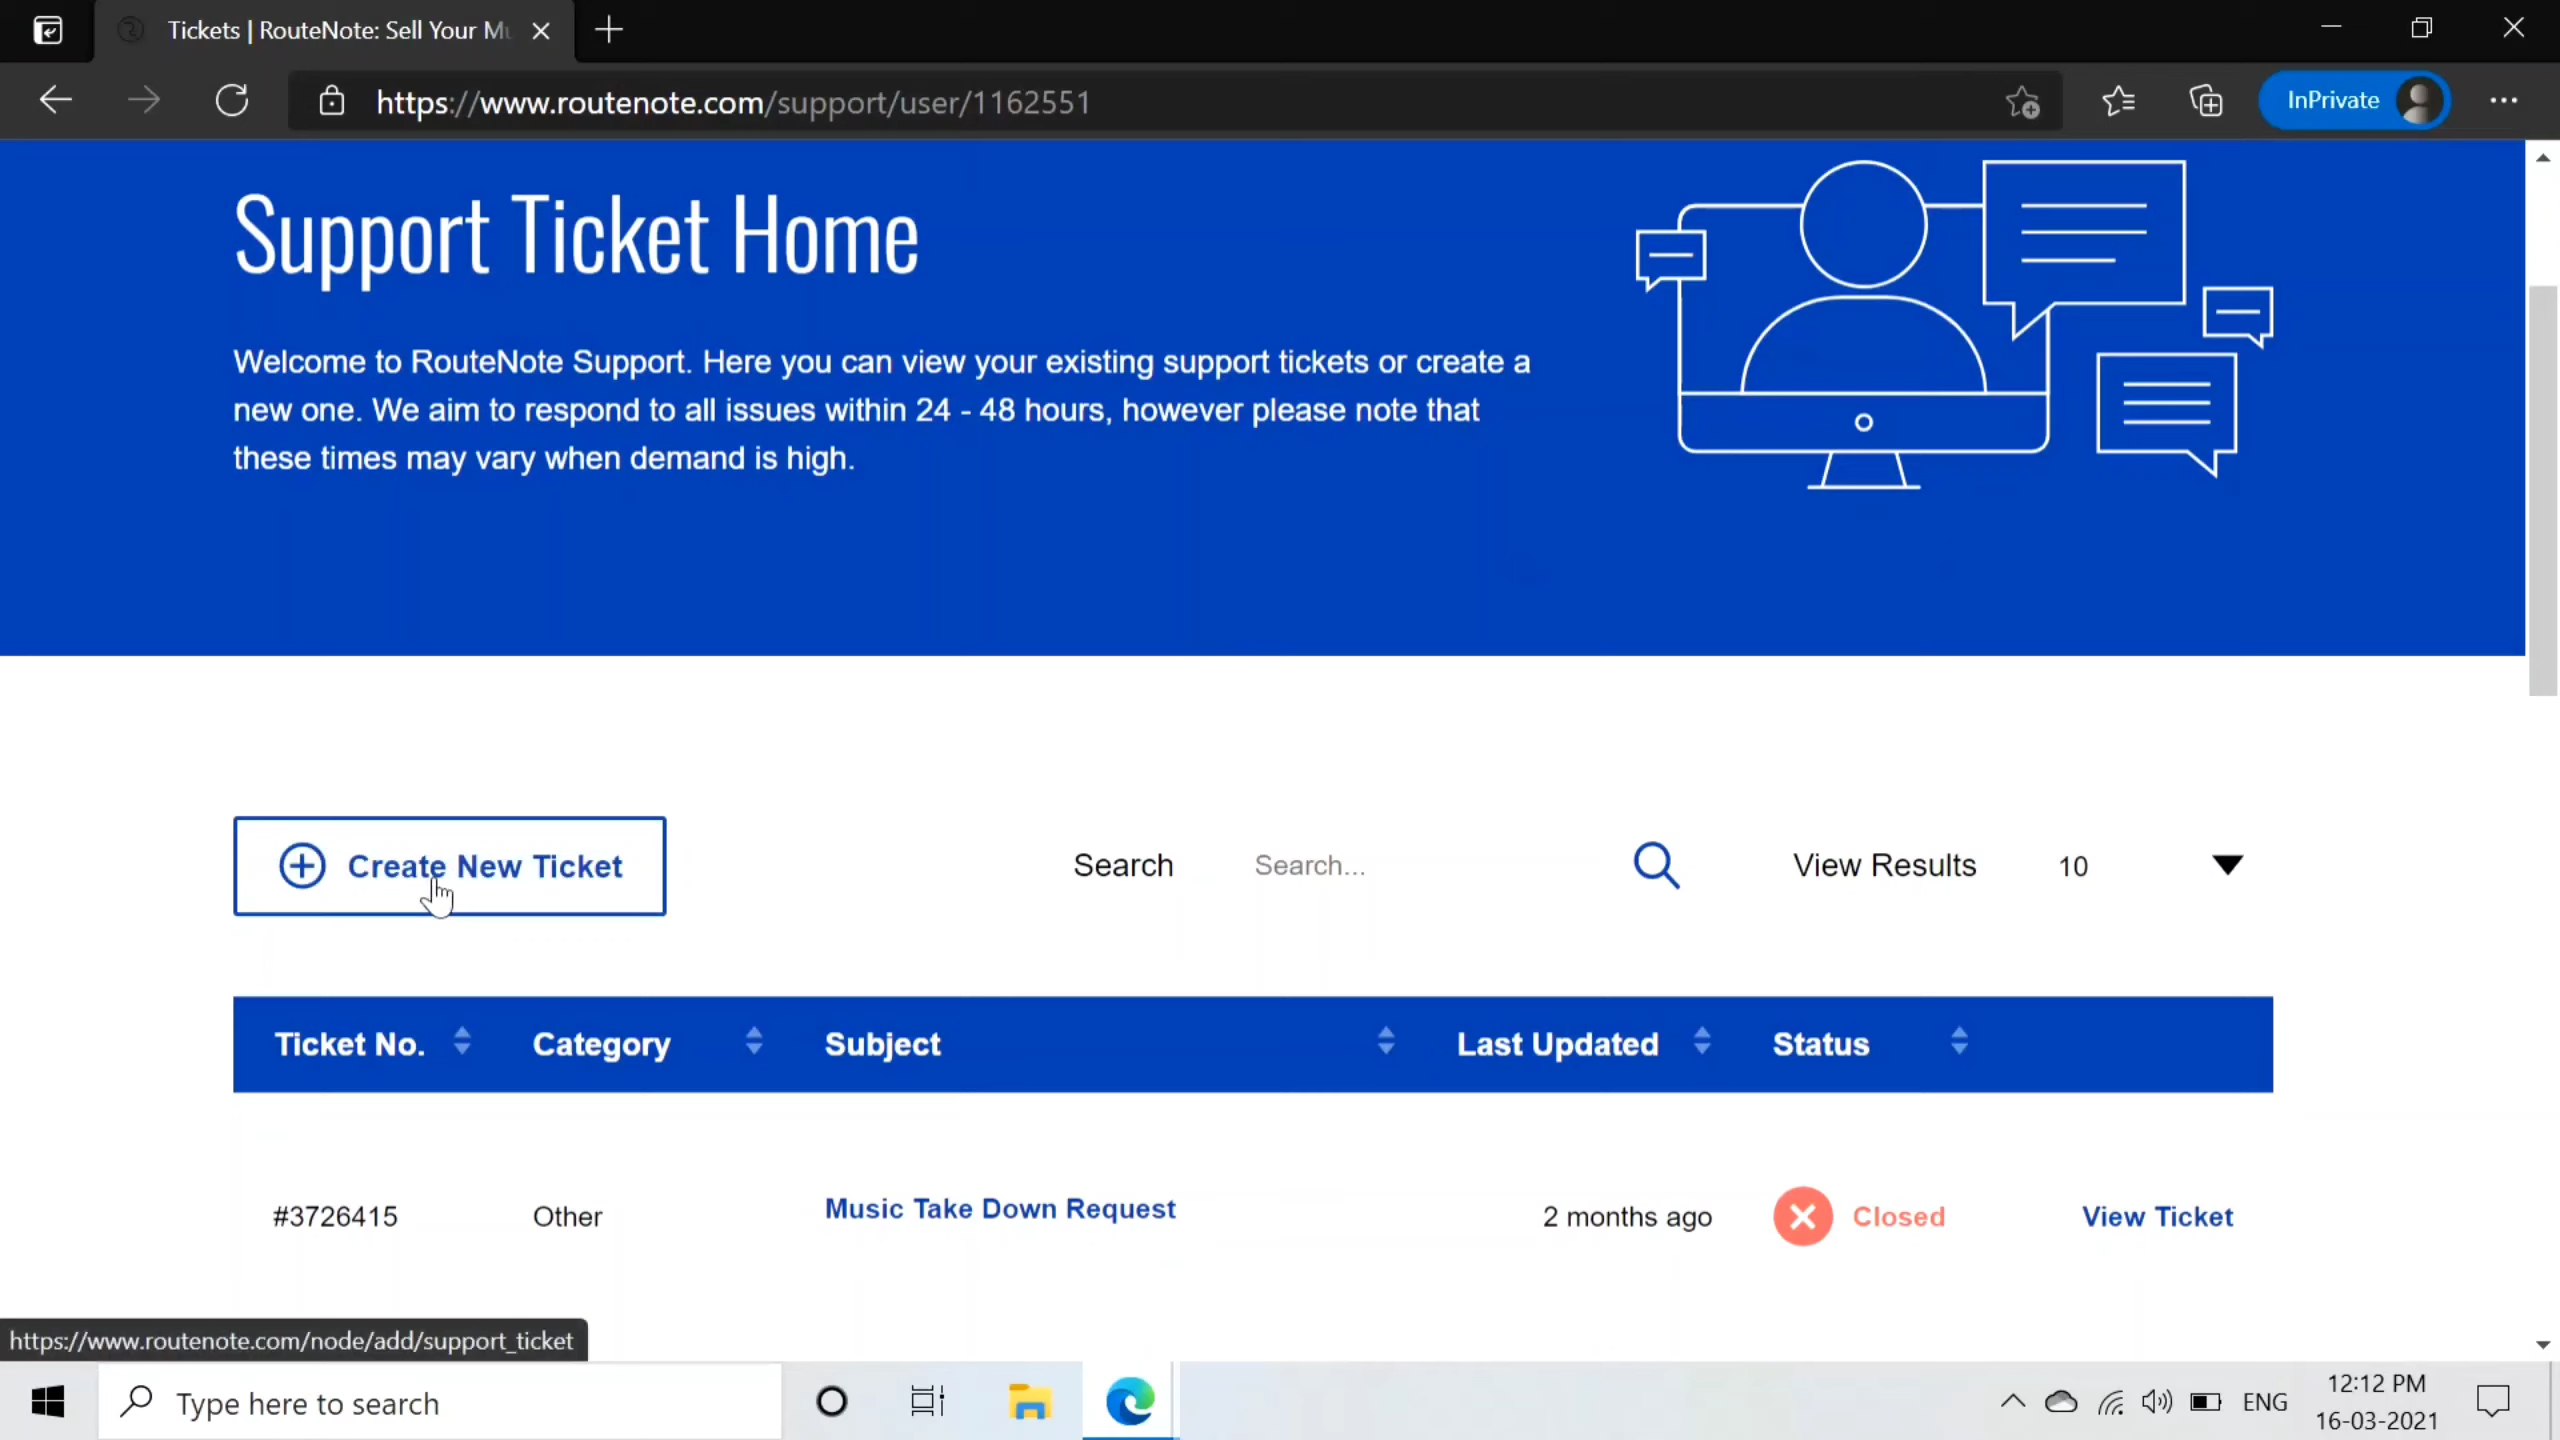 Tickets | RouteNote: Sell Your Mu
https://www.routenote.com/support/user/1162551
InPrivate
Support Ticket Home
Welcome to RouteNote Support. Here you can view your existing support tickets or create a
new one. We aim to respond to all issues within 24 - 48 hours, however please note that
these times may vary when demand is high.
Create New Ticket
Search Search... View Results 10
Ticket No. Category Subject Last Updated Status
#3726415 Other Music Take Down Request 2 months ago Closed View Ticket
https://www.routenote.com/node/add/support_ticket
Type here to search
ENG
12:12 PM
16-03-2021